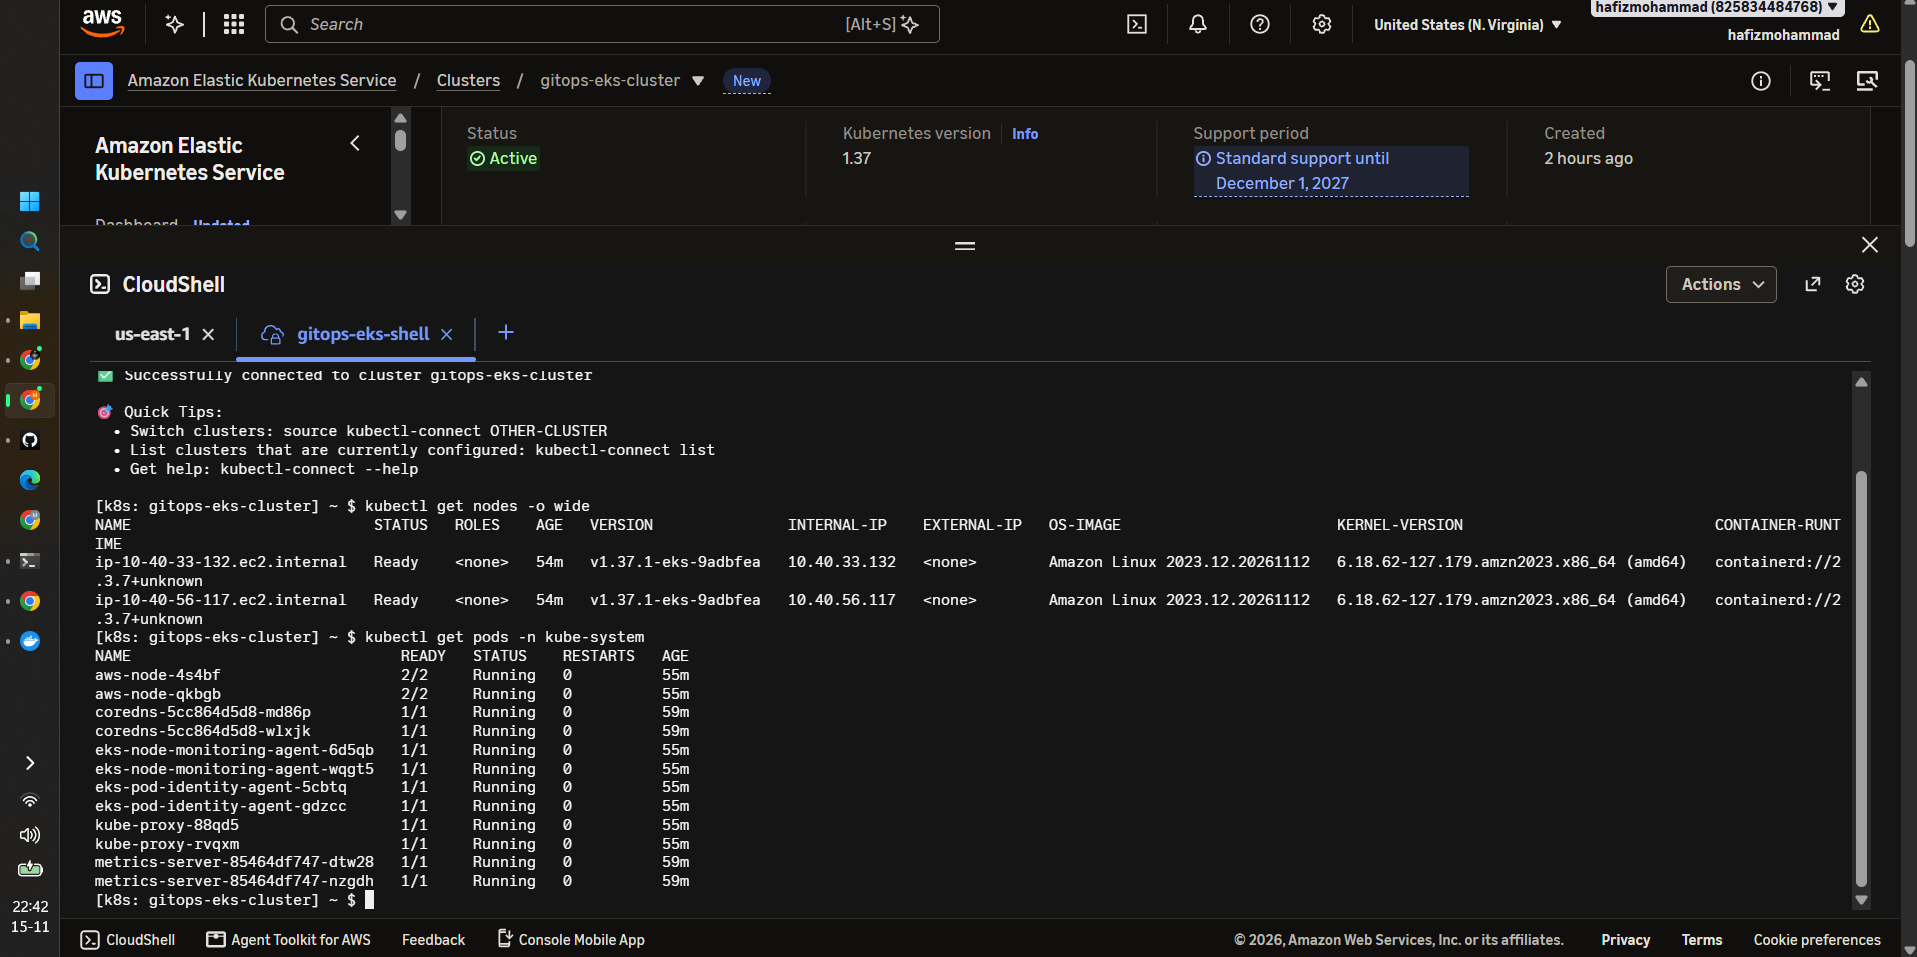 aws
Search
[Alt+S]
United States (N. Virginia)
hafizmohammad (825834484768)
hafizmohammad
Amazon Elastic Kubernetes Service / Clusters / gitops-eks-cluster New
Amazon Elastic
Kubernetes Service
Dashboard Updated
Status
Active
Kubernetes version Info
1.37
Support period
Standard support until
December 1, 2027
Created
2 hours ago
CloudShell
Actions
us-east-1
gitops-eks-shell
Successfully connected to cluster gitops-eks-cluster
Quick Tips:
• Switch clusters: source kubectl-connect OTHER-CLUSTER
• List clusters that are currently configured: kubectl-connect list
• Get help: kubectl-connect --help
[k8s: gitops-eks-cluster] ~ $ kubectl get nodes -o wide
NAME STATUS ROLES AGE VERSION INTERNAL-IP EXTERNAL-IP OS-IMAGE KERNEL-VERSION CONTAINER-RUNT
IME
ip-10-40-33-132.ec2.internal Ready <none> 54m v1.37.1-eks-9adbfea 10.40.33.132 <none> Amazon Linux 2023.12.20261112 6.18.62-127.179.amzn2023.x86_64 (amd64) containerd://2
.3.7+unknown
ip-10-40-56-117.ec2.internal Ready <none> 54m v1.37.1-eks-9adbfea 10.40.56.117 <none> Amazon Linux 2023.12.20261112 6.18.62-127.179.amzn2023.x86_64 (amd64) containerd://2
.3.7+unknown
[k8s: gitops-eks-cluster] ~ $ kubectl get pods -n kube-system
NAME READY STATUS RESTARTS AGE
aws-node-4s4bf 2/2 Running 0 55m
aws-node-qkbgb 2/2 Running 0 55m
coredns-5cc864d5d8-md86p 1/1 Running 0 59m
coredns-5cc864d5d8-wlxjk 1/1 Running 0 59m
eks-node-monitoring-agent-6d5qb 1/1 Running 0 55m
eks-node-monitoring-agent-wqgt5 1/1 Running 0 55m
eks-pod-identity-agent-5cbtq 1/1 Running 0 55m
eks-pod-identity-agent-gdzcc 1/1 Running 0 55m
kube-proxy-88qd5 1/1 Running 0 55m
kube-proxy-rvqxm 1/1 Running 0 55m
metrics-server-85464df747-dtw28 1/1 Running 0 59m
metrics-server-85464df747-nzgdh 1/1 Running 0 59m
[k8s: gitops-eks-cluster] ~ $
22:42
15-11
CloudShell Agent Toolkit for AWS Feedback Console Mobile App © 2026, Amazon Web Services, Inc. or its affiliates. Privacy Terms Cookie preferences